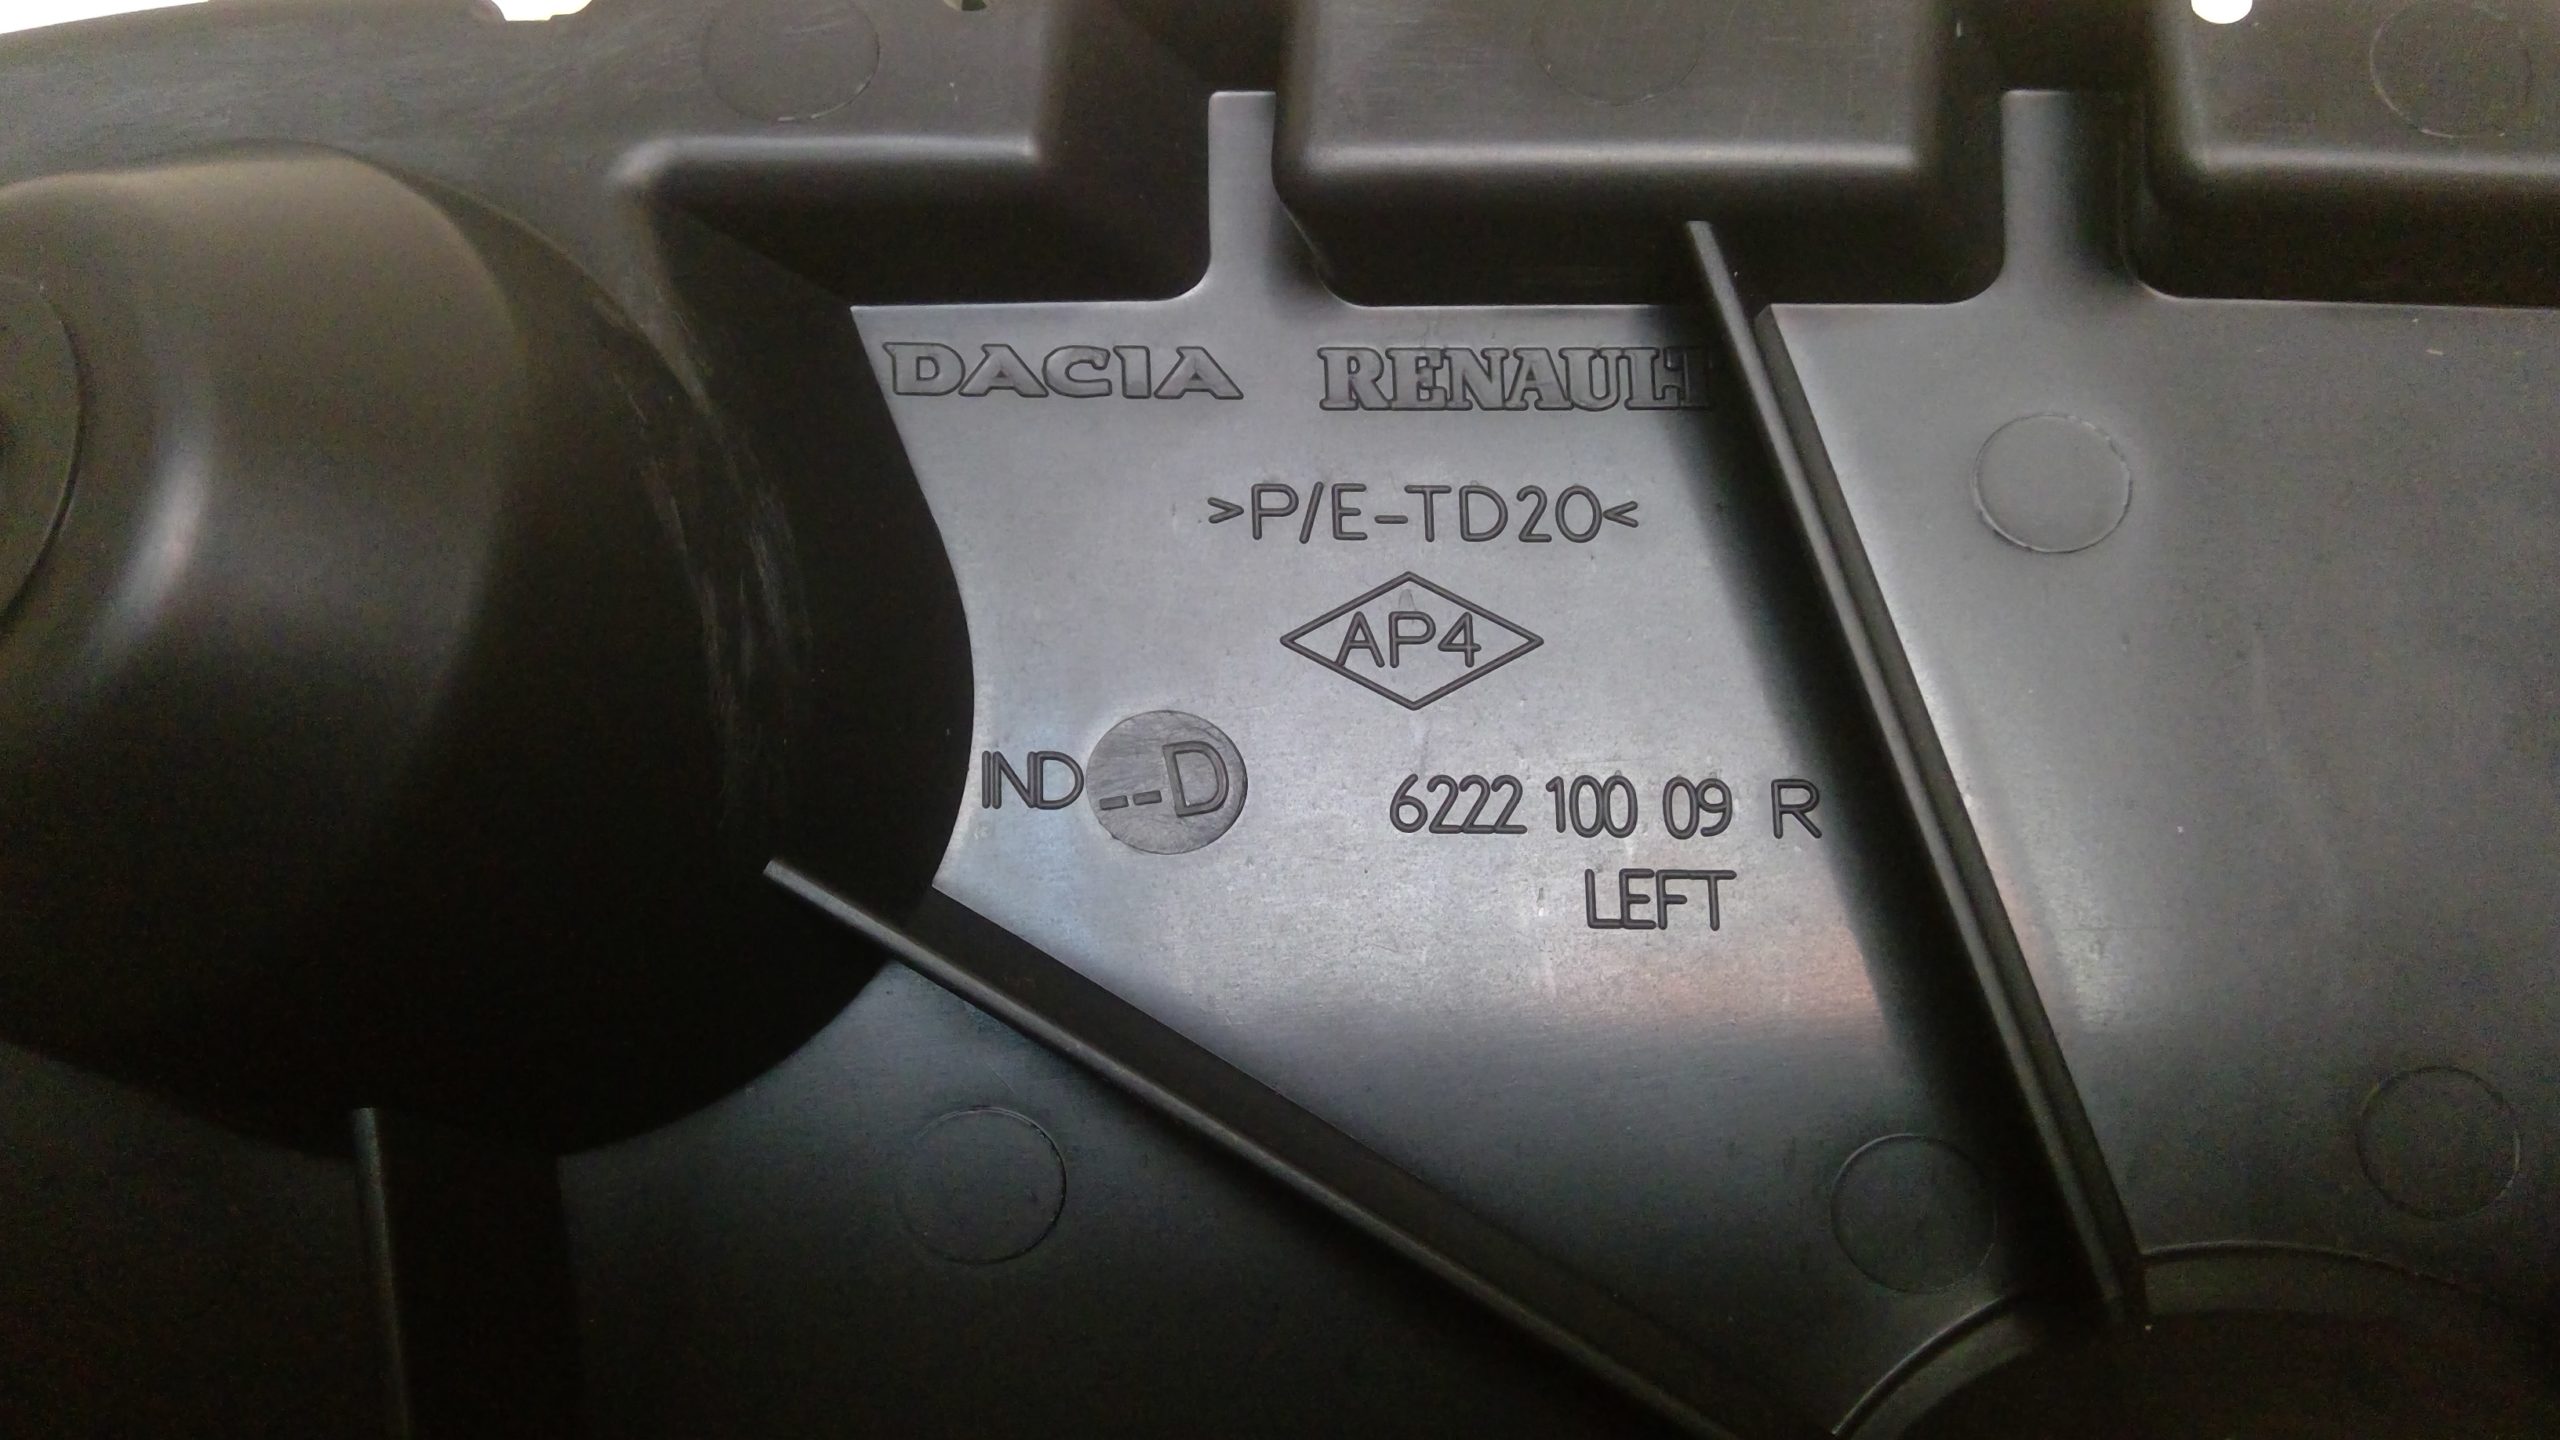 DACIA RENAULT
>P/E-TD20<
AP4
IND --D
6222 100 09 R
LEFT